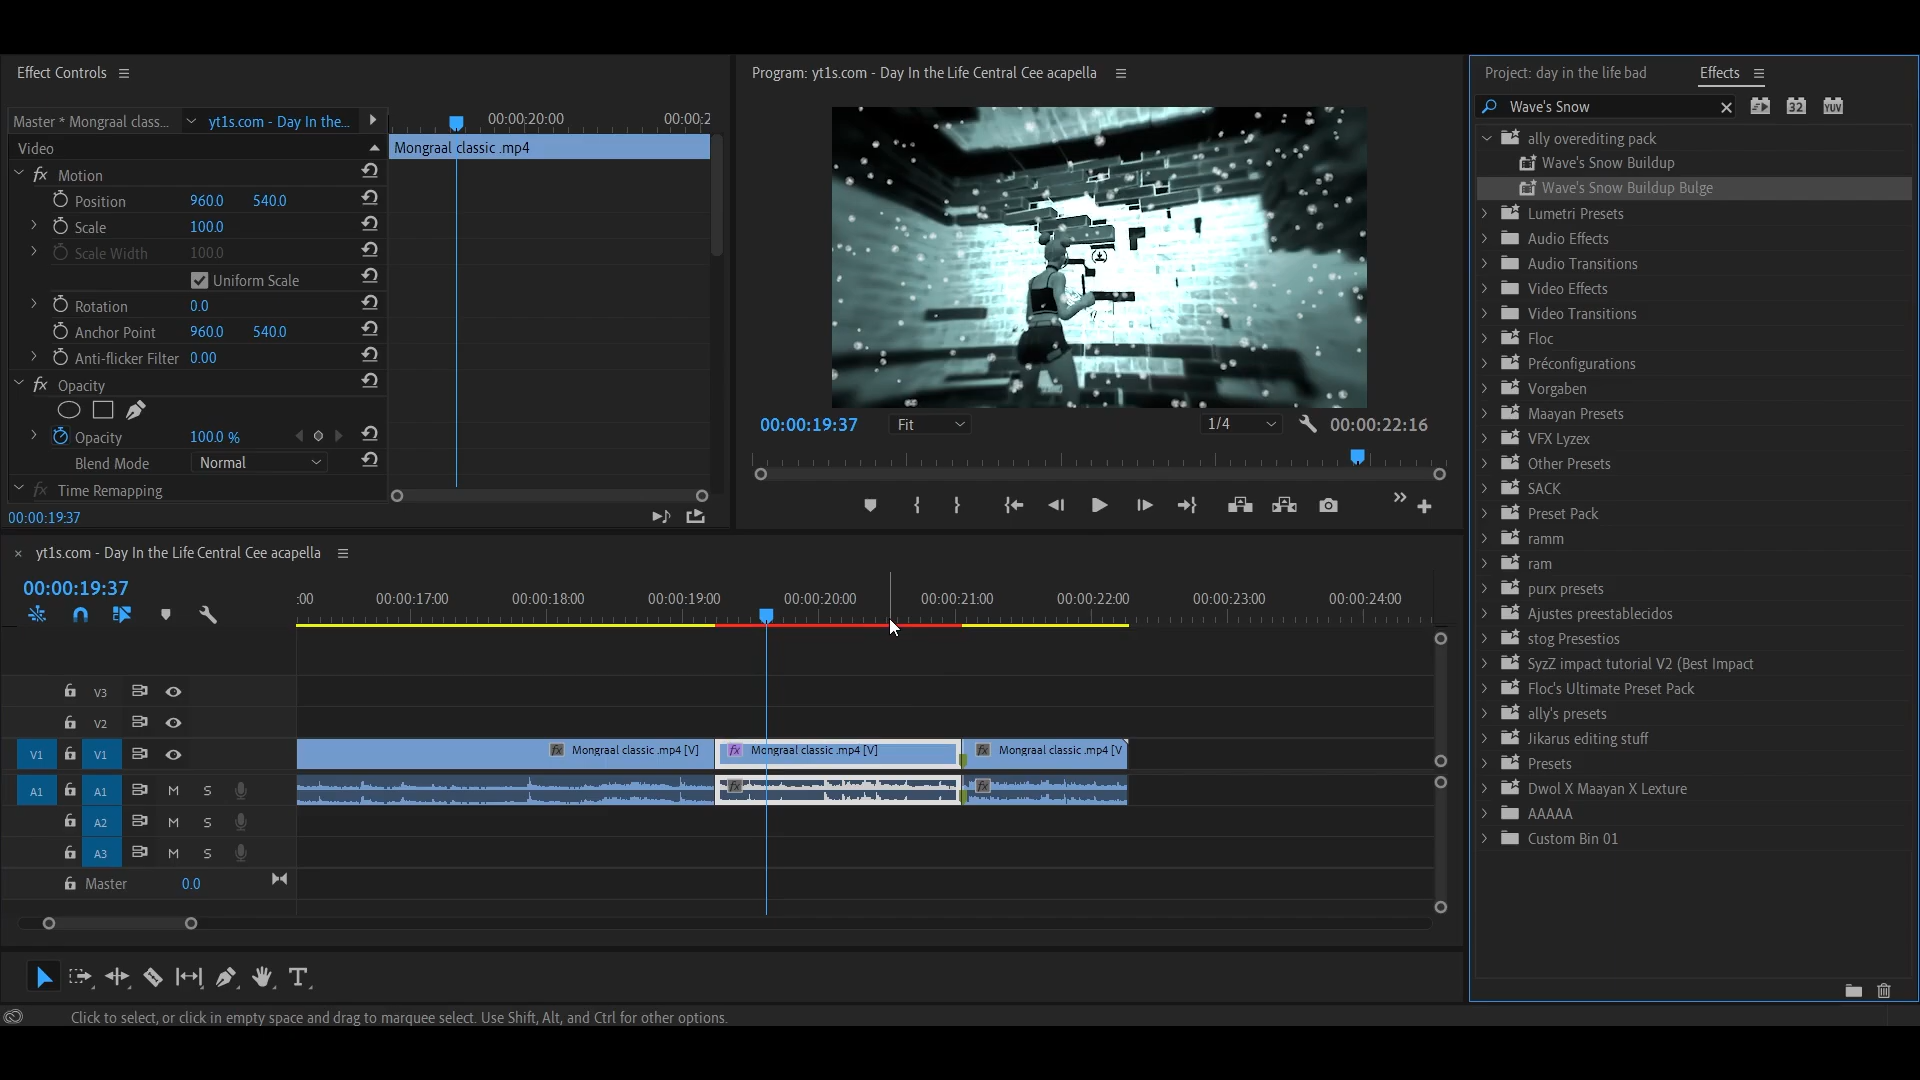 Effect Controls
Program: yt1s.com - Day In the Life Central Cee acapella
Project: day in the life bad
Effects
Wave's Snow
32
YUV
Master * Mongraal class...
yt1s.com - Day In the...
00:00:20:00
00:00:2
Video
Mongraal classic .mp4
fx Motion
Position 960.0 540.0
Scale 100.0
Scale Width 100.0
Uniform Scale
Rotation 0.0
Anchor Point 960.0 540.0
Anti-flicker Filter 0.00
fx Opacity
Opacity 100.0 %
Blend Mode Normal
fx Time Remapping
00:00:19:37
00:00:19:37
Fit
1/4
00:00:22:16
ally overediting pack
Wave's Snow Buildup
Wave's Snow Buildup Bulge
Lumetri Presets
Audio Effects
Audio Transitions
Video Effects
Video Transitions
Floc
Préconfigurations
Vorgaben
Maayan Presets
VFX Lyzex
Other Presets
SACK
Preset Pack
ramm
ram
purx presets
Ajustes preestablecidos
stog Presestios
SyzZ impact tutorial V2 (Best Impact
Floc's Ultimate Preset Pack
ally's presets
Jikarus editing stuff
Presets
Dwol X Maayan X Lexture
AAAAA
Custom Bin 01
× yt1s.com - Day In the Life Central Cee acapella
00:00:19:37
:00 00:00:17:00 00:00:18:00 00:00:19:00 00:00:20:00 00:00:21:00 00:00:22:00 00:00:23:00 00:00:24:00
V3
V2
V1 V1 fx Mongraal classic .mp4 [V] fx Mongraal classic .mp4 [V] fx Mongraal classic .mp4 [V
A1 A1 M S fx fx
A2 M S
A3 M S
Master 0.0
T
Click to select, or click in empty space and drag to marquee select. Use Shift, Alt, and Ctrl for other options.